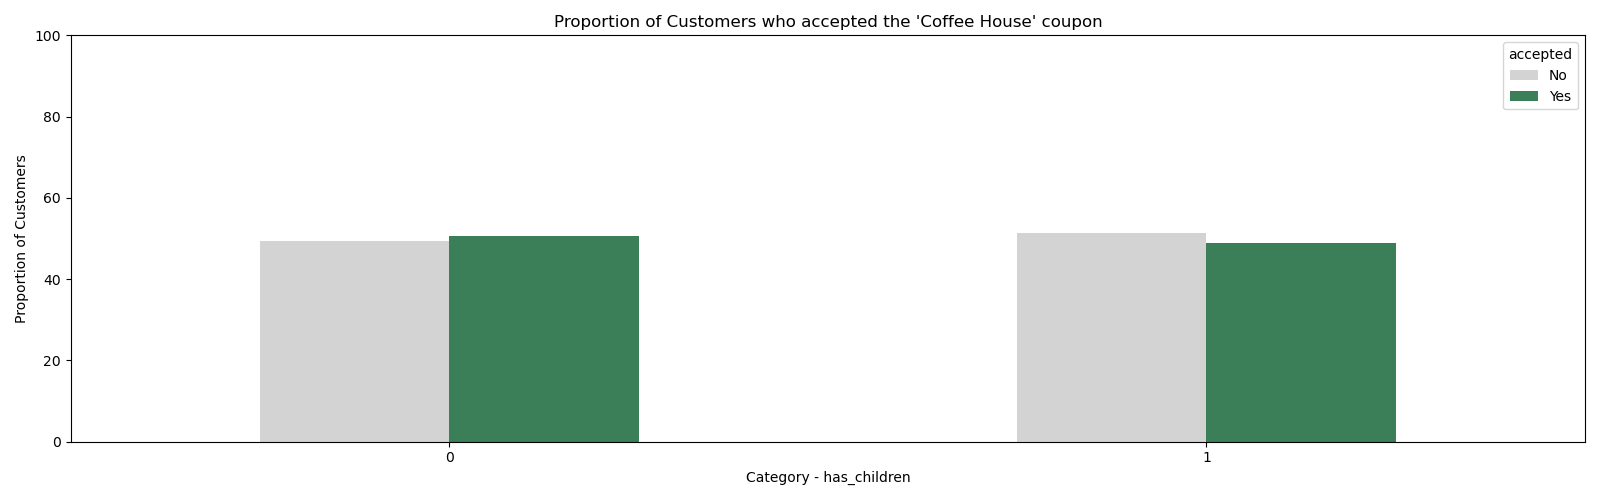 Proportion of Customers who accepted the 'Coffee House' coupon
100
80
60
40
20
0
Proportion of Customers
accepted
No
Yes
0
1
Category - has_children